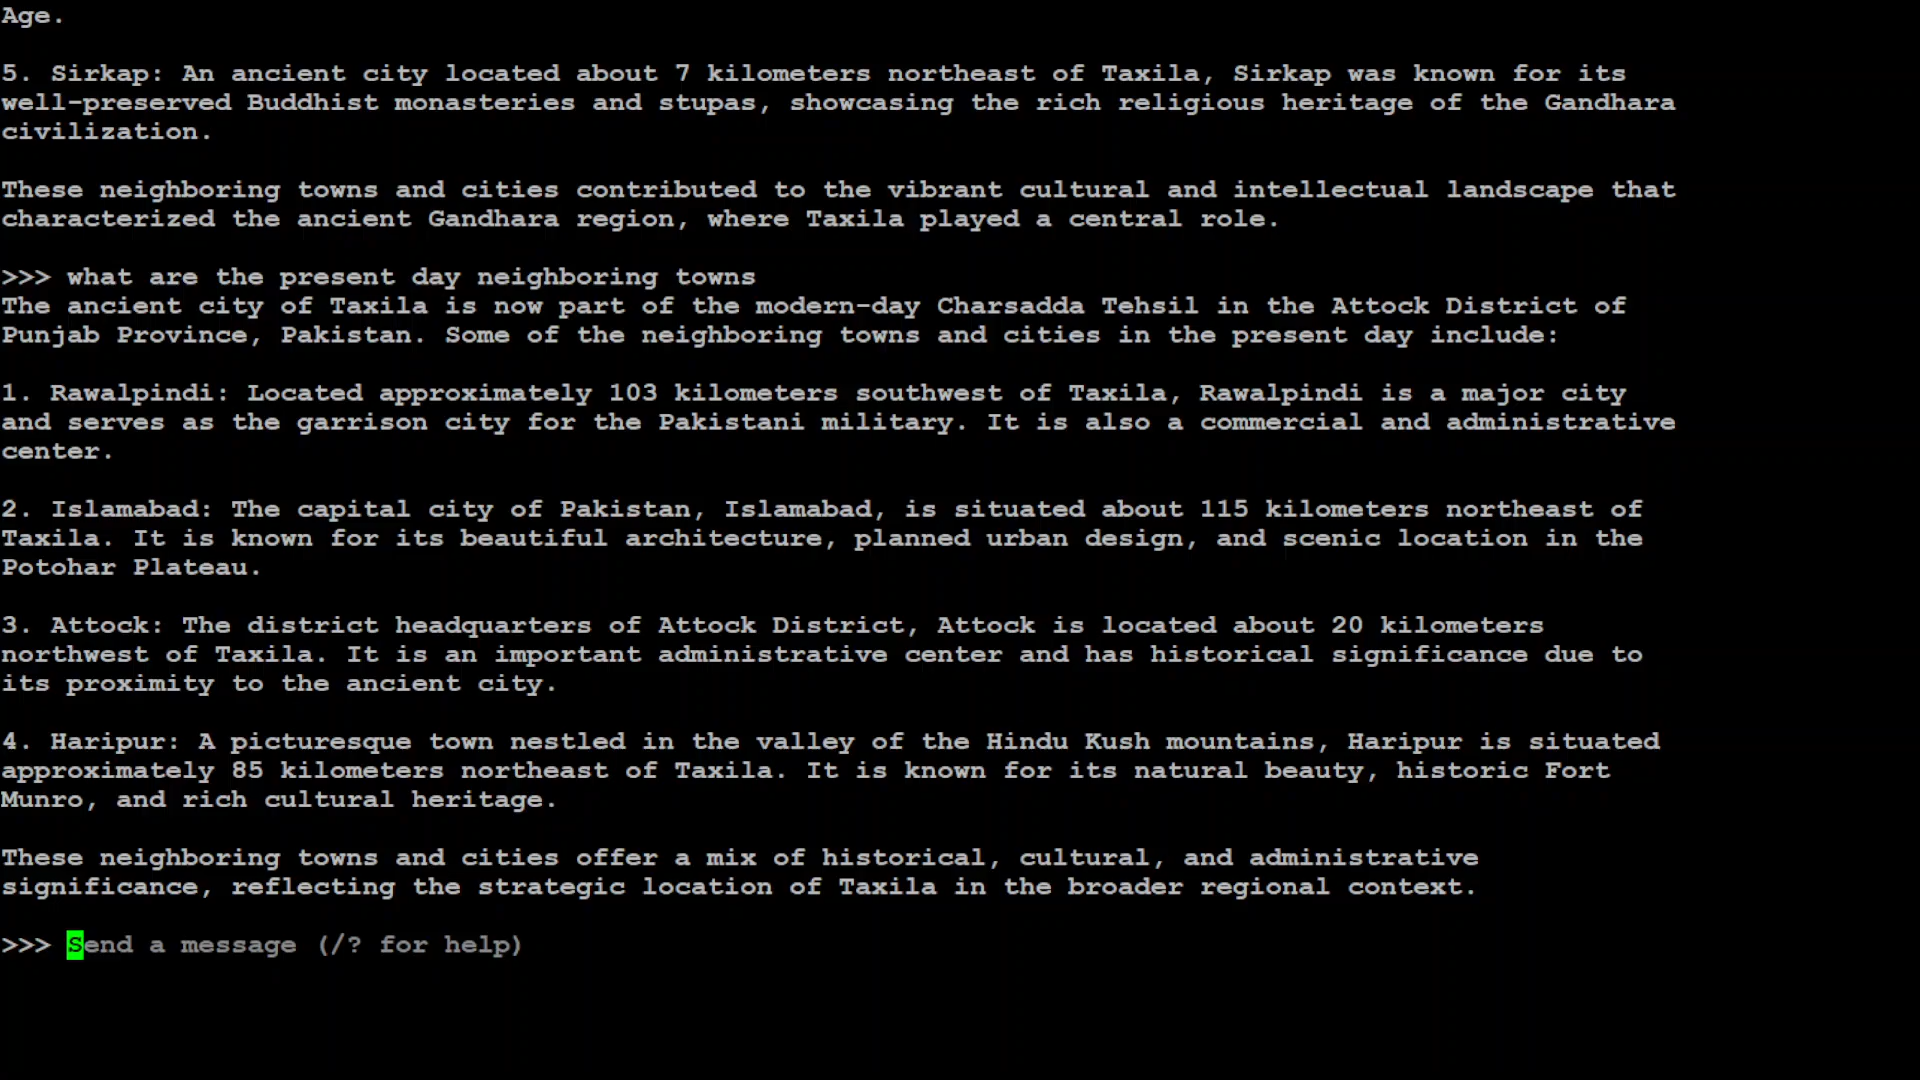 Age.
5. Sirkap: An ancient city located about 7 kilometers northeast of Taxila, Sirkap was known for its
well-preserved Buddhist monasteries and stupas, showcasing the rich religious heritage of the Gandhara
civilization.
These neighboring towns and cities contributed to the vibrant cultural and intellectual landscape that
characterized the ancient Gandhara region, where Taxila played a central role.
>>> what are the present day neighboring towns
The ancient city of Taxila is now part of the modern-day Charsadda Tehsil in the Attock District of
Punjab Province, Pakistan. Some of the neighboring towns and cities in the present day include:
1. Rawalpindi: Located approximately 103 kilometers southwest of Taxila, Rawalpindi is a major city
and serves as the garrison city for the Pakistani military. It is also a commercial and administrative
center.
2. Islamabad: The capital city of Pakistan, Islamabad, is situated about 115 kilometers northeast of
Taxila. It is known for its beautiful architecture, planned urban design, and scenic location in the
Potohar Plateau.
3. Attock: The district headquarters of Attock District, Attock is located about 20 kilometers
northwest of Taxila. It is an important administrative center and has historical significance due to
its proximity to the ancient city.
4. Haripur: A picturesque town nestled in the valley of the Hindu Kush mountains, Haripur is situated
approximately 85 kilometers northeast of Taxila. It is known for its natural beauty, historic Fort
Munro, and rich cultural heritage.
These neighboring towns and cities offer a mix of historical, cultural, and administrative
significance, reflecting the strategic location of Taxila in the broader regional context.
>>> Send a message (/? for help)